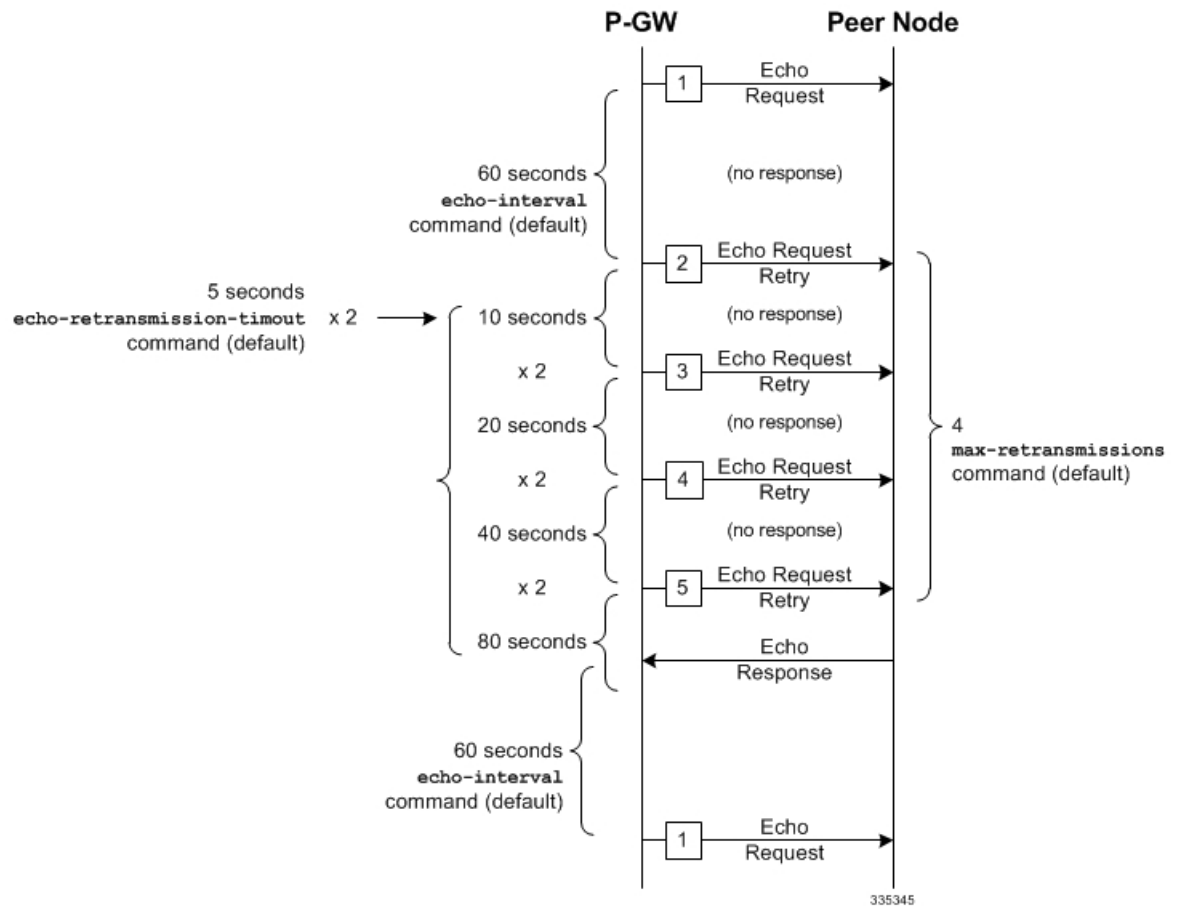 P-GW
Peer Node
1
Echo
Request
60 seconds
echo-interval
command (default)
(no response)
2
Echo Request
Retry
5 seconds
echo-retransmission-timout
command (default)
x 2
10 seconds
(no response)
x 2
3
Echo Request
Retry
20 seconds
(no response)
4
max-retransmissions
command (default)
x 2
4
Echo Request
Retry
40 seconds
(no response)
x 2
5
Echo Request
Retry
80 seconds
Echo
Response
60 seconds
echo-interval
command (default)
1
Echo
Request
335345